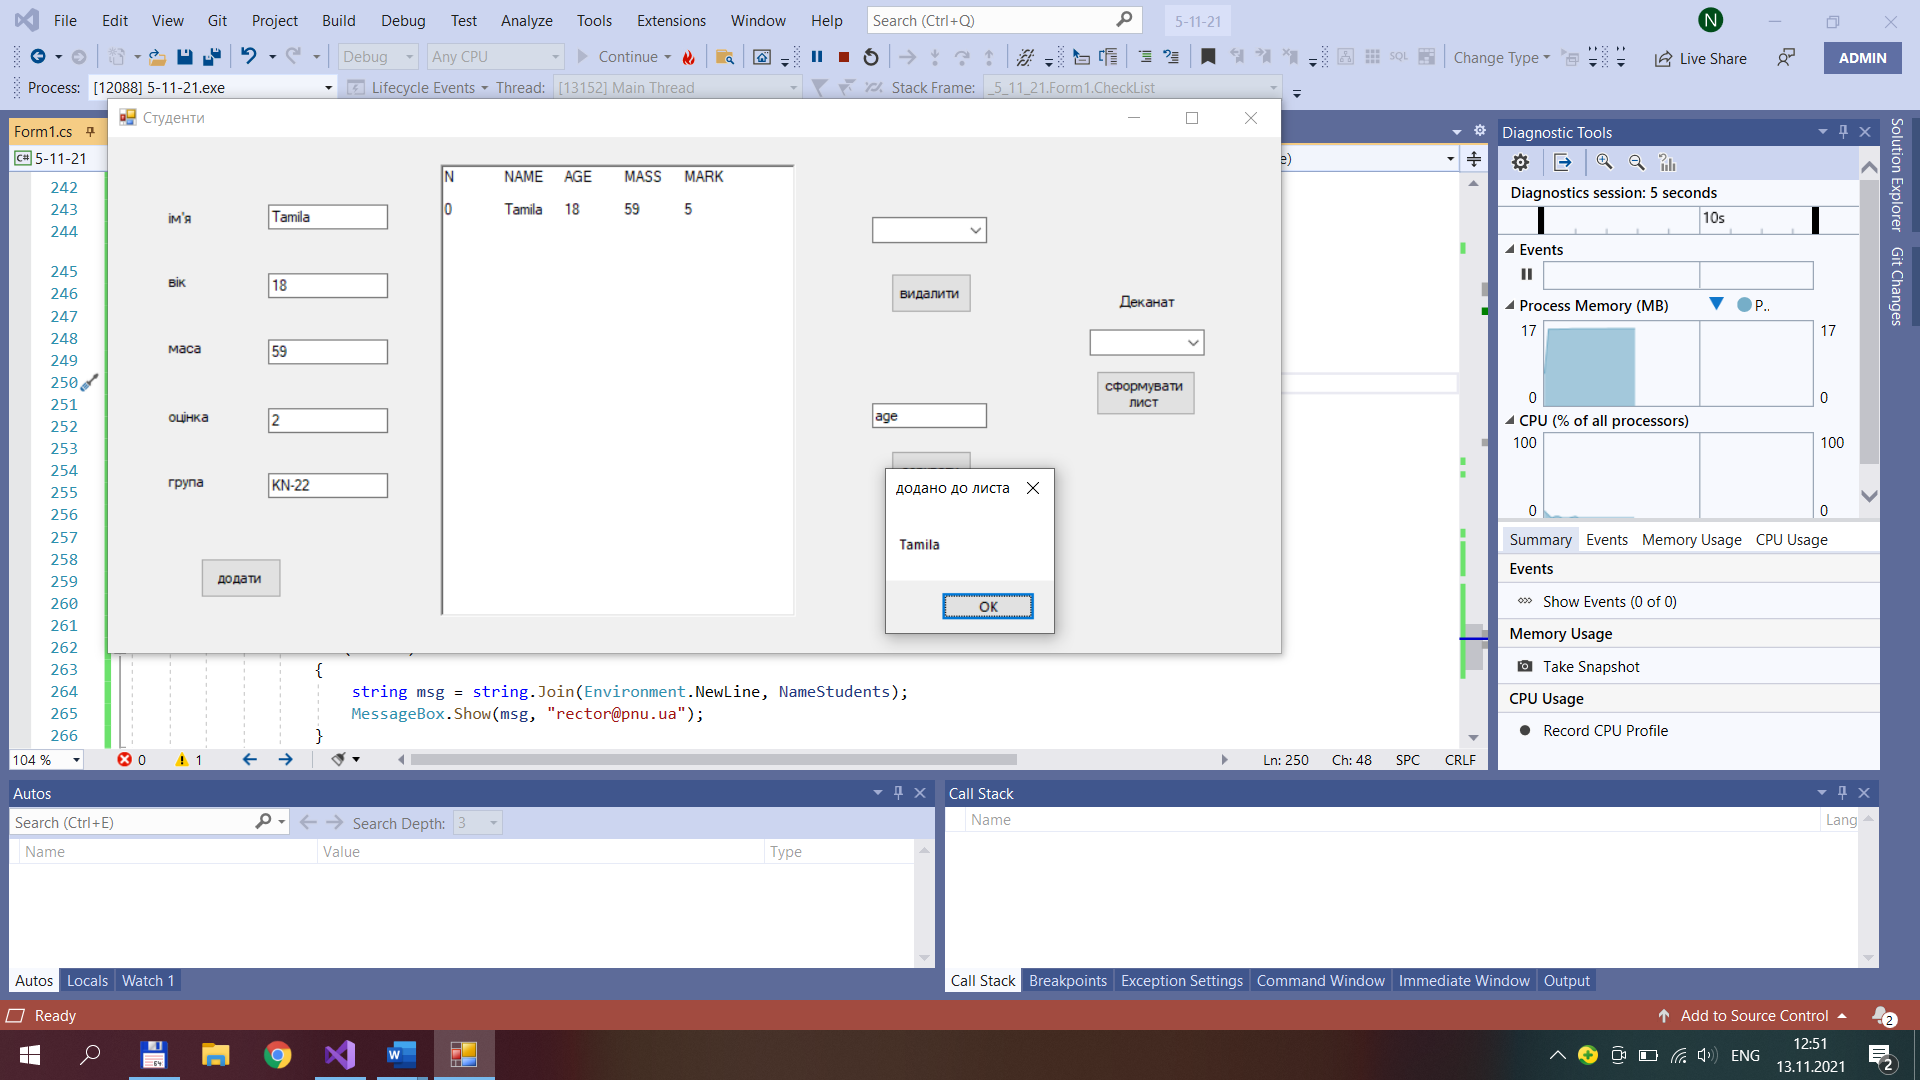 File Edit View Git Project Build Debug Test Analyze Tools Extensions Window Help Search (Ctrl+Q) 5-11-21 N
Debug Any CPU Continue SQL Change Type Live Share ADMIN
Process: [12088] 5-11-21.exe Lifecycle Events Thread: [13152] Main Thread Stack Frame: _5_11_21.Form1.CheckList
Студенти
Form1.cs
C# 5-11-21
e)
242
243
244
245
246
247
248
249
250
251
252
253
254
255
256
257
258
259
260
261
262
263
264
265
266
ім'я Tamila
вік 18
маса 59
оцінка 2
група KN-22
додати
N NAME AGE MASS MARK
0 Tamila 18 59 5
видалити
age
Деканат
сформувати
лист
додано до листа
Tamila
OK
{
string msg = string.Join(Environment.NewLine, NameStudents);
MessageBox.Show(msg, "rector@pnu.ua");
}
104 % 0 1 Ln: 250 Ch: 48 SPC CRLF
Diagnostic Tools
Diagnostics session: 5 seconds
10s
Events
Process Memory (MB) P..
17 17
0 0
CPU (% of all processors)
100 100
0 0
Summary Events Memory Usage CPU Usage
Events
Show Events (0 of 0)
Memory Usage
Take Snapshot
CPU Usage
Record CPU Profile
Solution Explorer
Git Changes
Autos
Search (Ctrl+E) Search Depth: 3
Name Value Type
Autos Locals Watch 1
Call Stack
Name Lang
Call Stack Breakpoints Exception Settings Command Window Immediate Window Output
Ready Add to Source Control 2
64 W ENG 12:51
13.11.2021 2